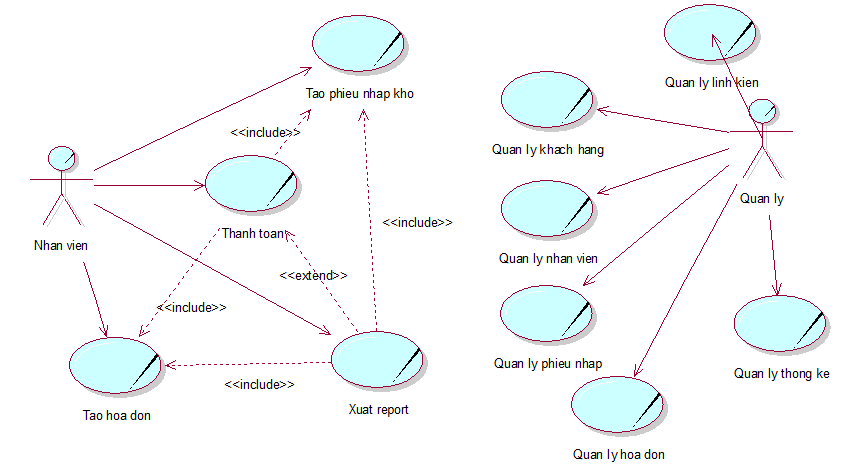 Quan ly linh kien
Tao phieu nhap kho
<<include>>
Quan ly khach hang
Quan ly
Nhan vien
Thanh toan
<<include>>
Quan ly nhan vien
<<extend>>
<<include>>
Quan ly phieu nhap
Quan ly thong ke
<<include>>
Tao hoa don
Xuat report
Quan ly hoa don